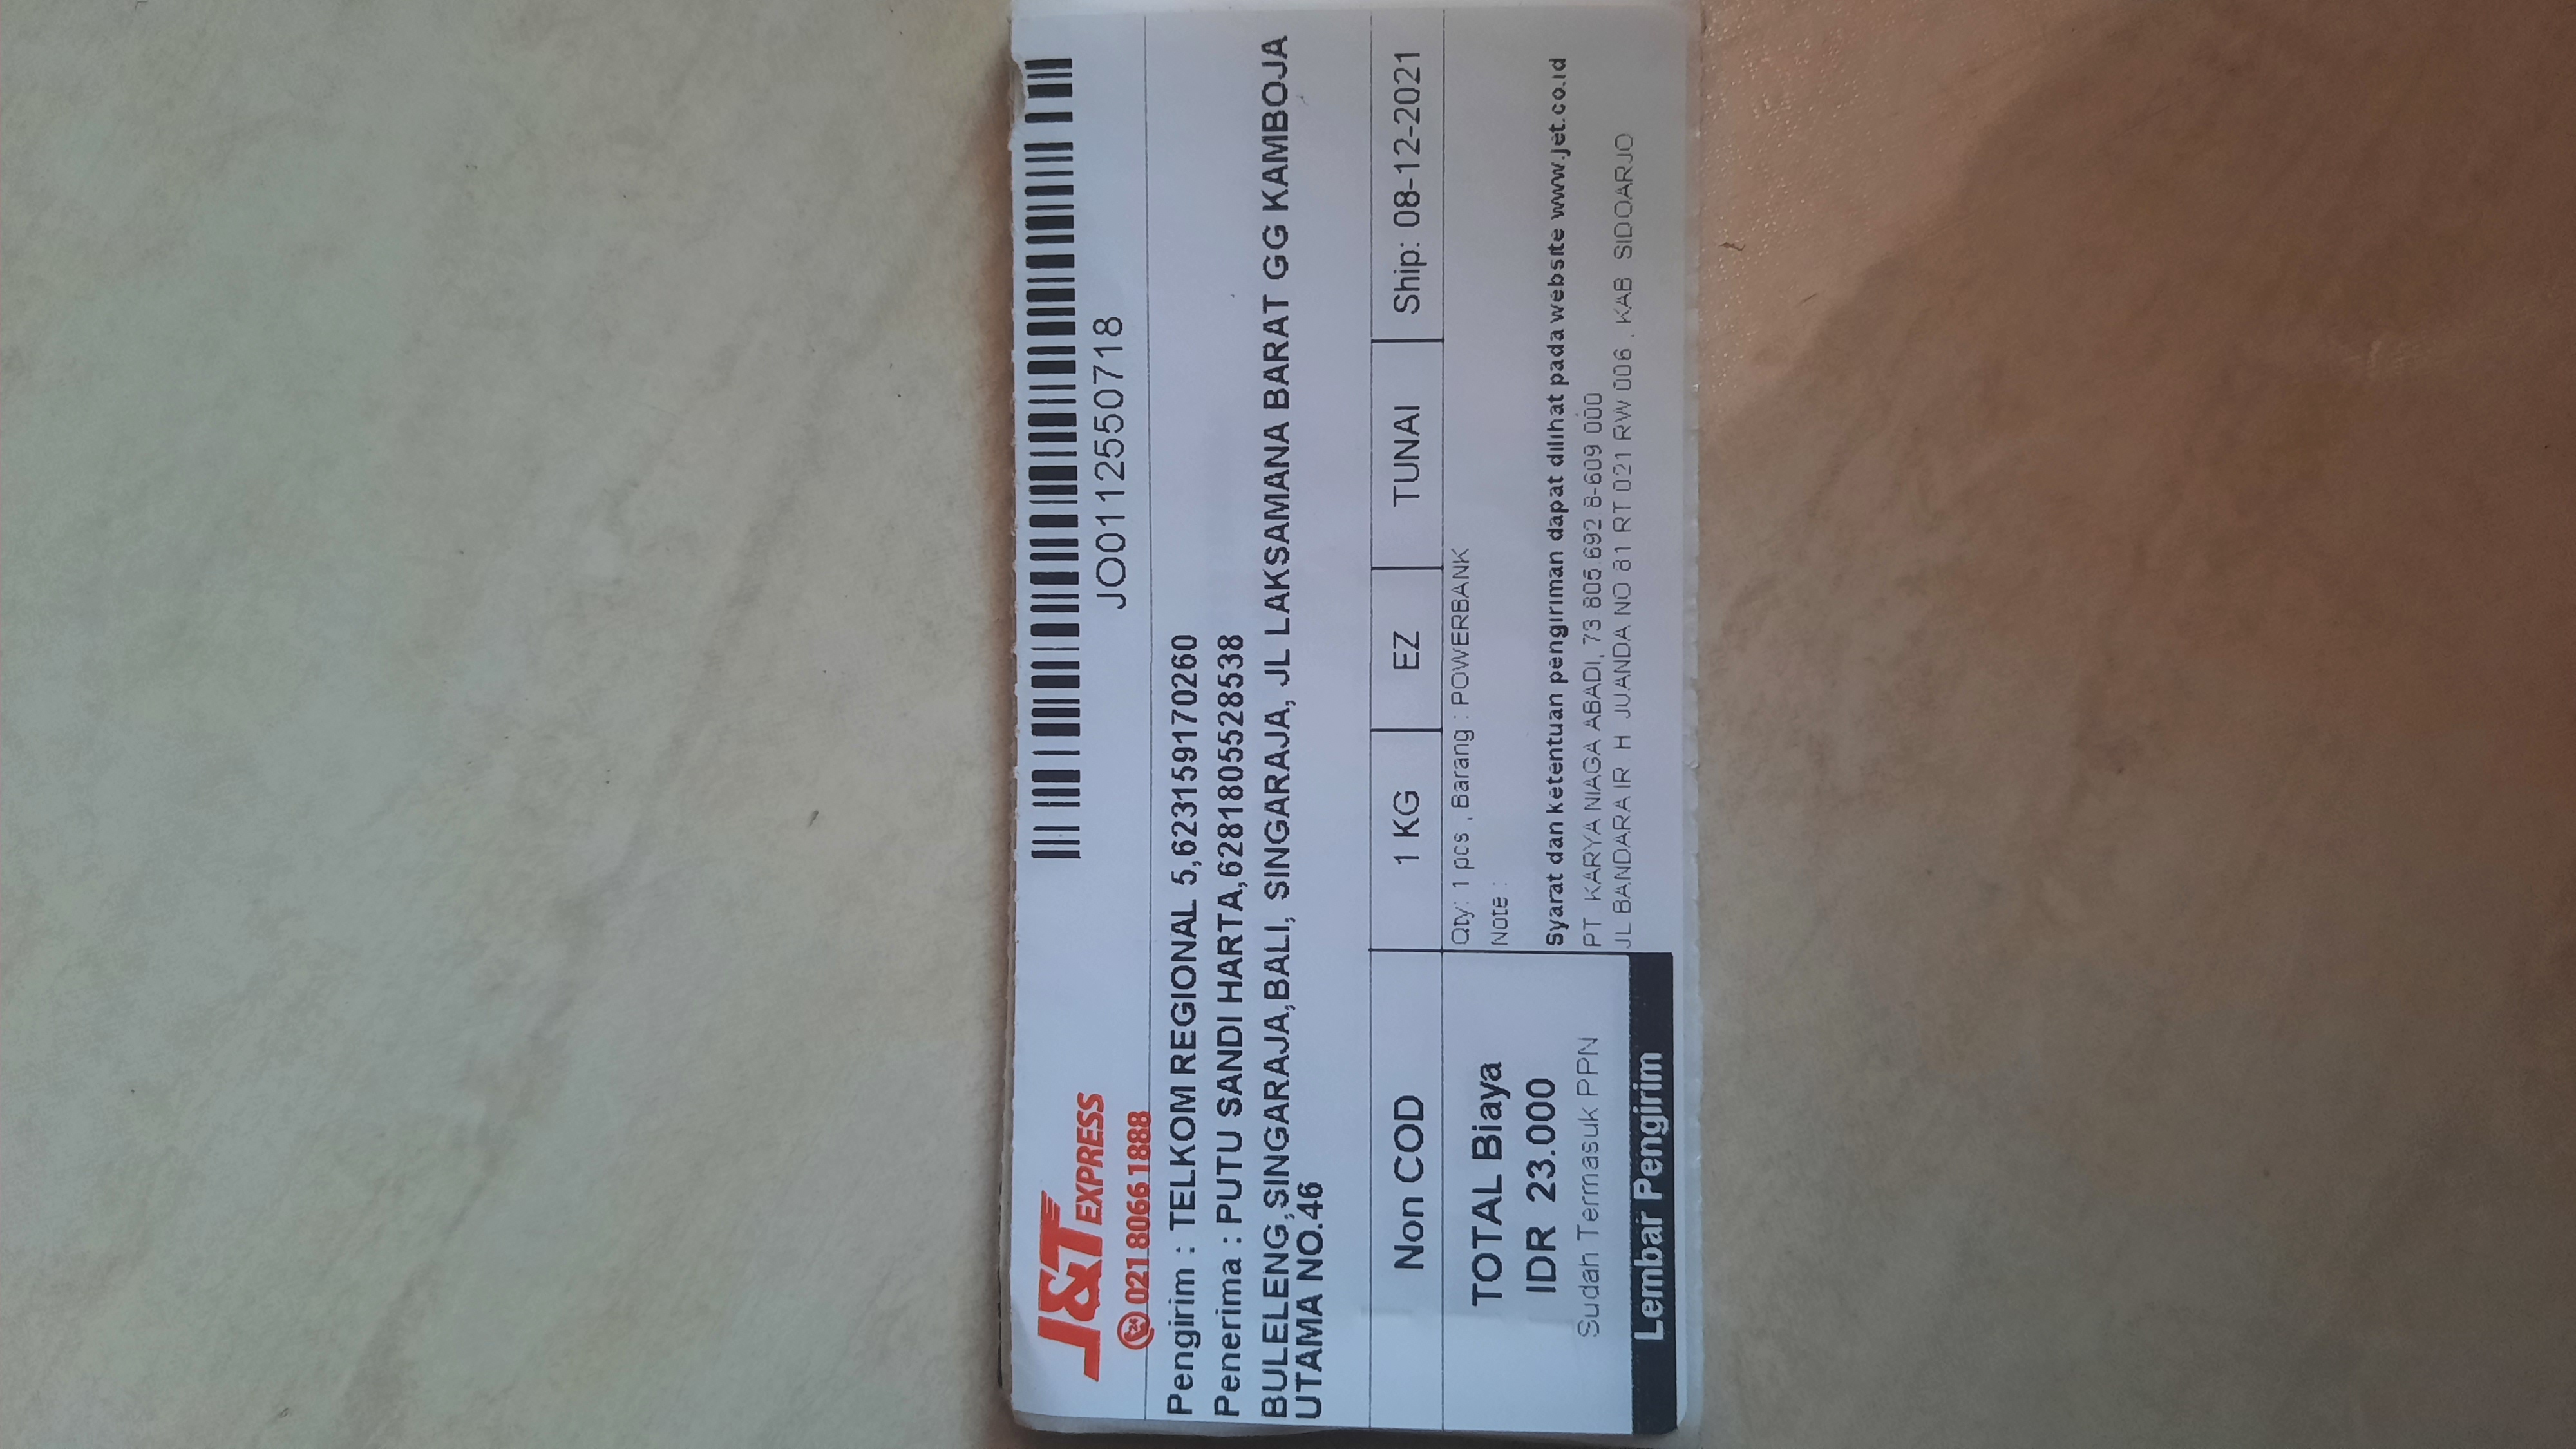 J&T EXPRESS
24 021 8066 1888
JO0112550718
Pengirim : TELKOM REGIONAL 5,623159170260
Penerima : PUTU SANDI HARTA,6281805528538
BULELENG,SINGARAJA,BALI, SINGARAJA, JL LAKSAMANA BARAT GG KAMBOJA
UTAMA NO.46
Non COD 1 KG EZ TUNAI Ship: 08-12-2021
TOTAL Biaya
IDR 23.000
Sudah Termasuk PPN
Lembar Pengirim
Qty: 1 pcs , Barang : POWERBANK
Note :
Syarat dan ketentuan pengiriman dapat dilihat pada website www.jet.co.id
PT. KARYA NIAGA ABADI, 73.805.692.8-609.000
JL BANDARA IR. H. JUANDA NO 81 RT 021 RW 006 , KAB. SIDOARJO